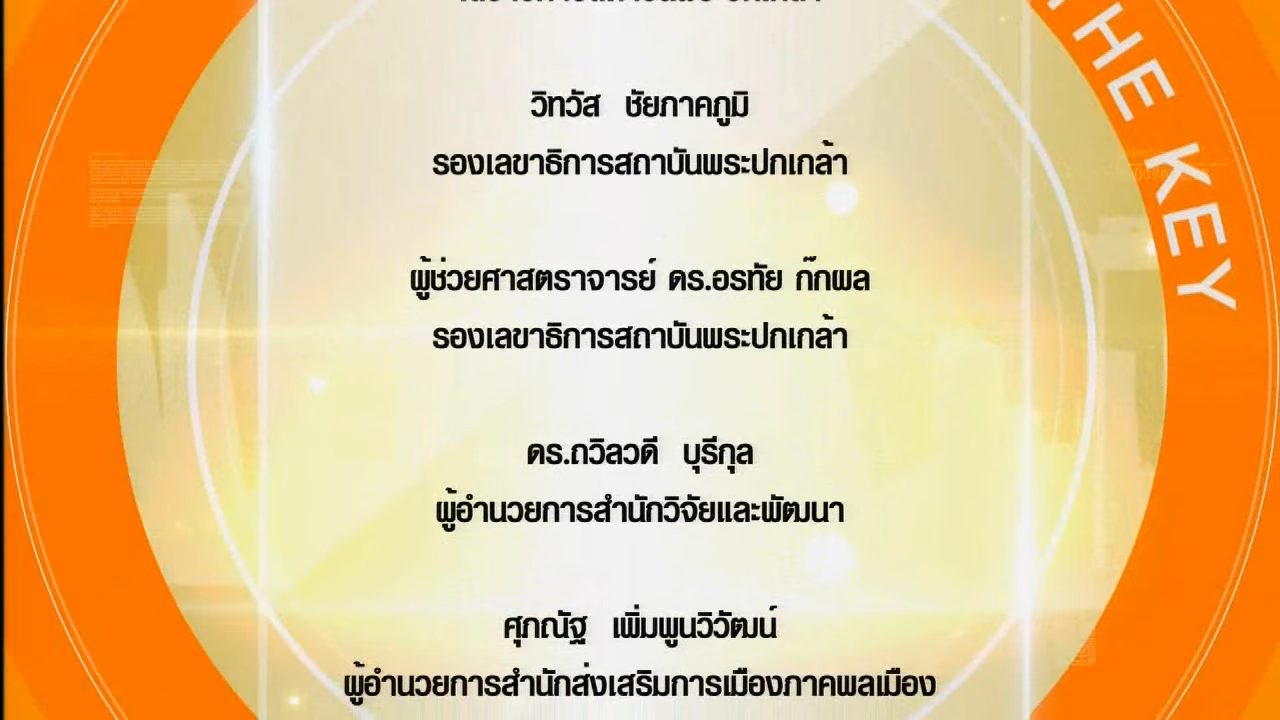 วิทวัส ชัยภาคภูมิ
รองเลขาธิการสถาบันพระปกเกล้า
ผู้ช่วยศาสตราจารย์ ดร.อรทัย ก๊กผล
รองเลขาธิการสถาบันพระปกเกล้า
ดร.ถวิลวดี บุรีกุล
ผู้อำนวยการสำนักวิจัยและพัฒนา
ศุภณัฐ เพิ่มพูนวิวัฒน์
ผู้อำนวยการสำนักส่งเสริมการเมืองภาคพลเมือง
THE KEY